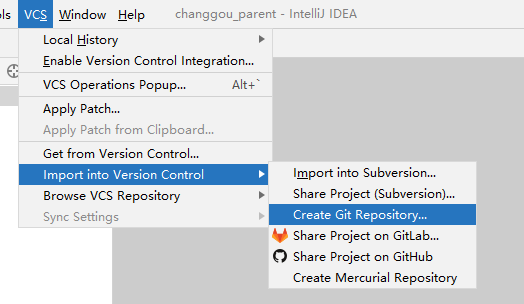 ls VCS Window Help changgou_parent - IntelliJ IDEA
Local History
Enable Version Control Integration...
VCS Operations Popup... Alt+`
Apply Patch...
Apply Patch from Clipboard...
Get from Version Control...
Import into Version Control
Browse VCS Repository
Sync Settings
Import into Subversion...
Share Project (Subversion)...
Create Git Repository...
Share Project on GitLab...
Share Project on GitHub
Create Mercurial Repository